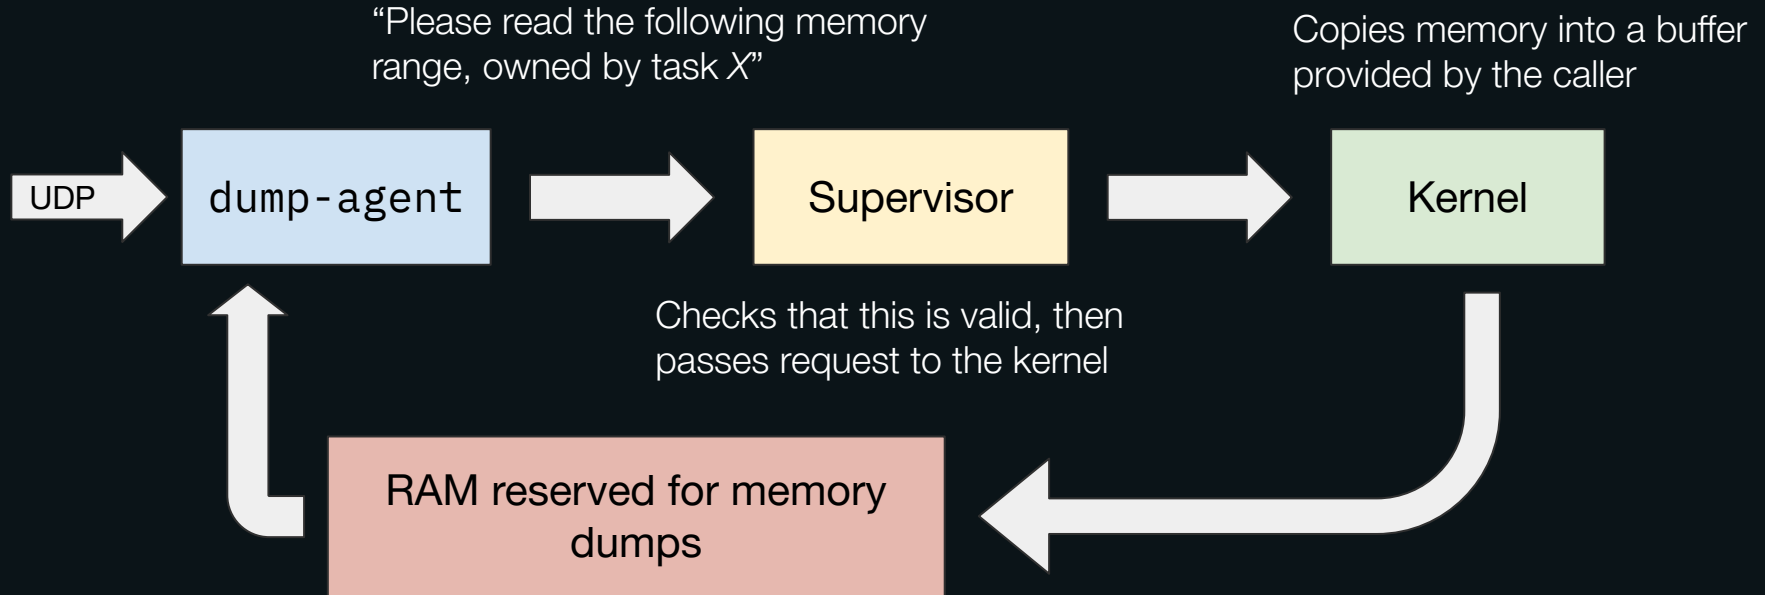 “Please read the following memory
range, owned by task X”
Copies memory into a buffer
provided by the caller
UDP
dump-agent
Supervisor
Kernel
Checks that this is valid, then
passes request to the kernel
RAM reserved for memory
dumps